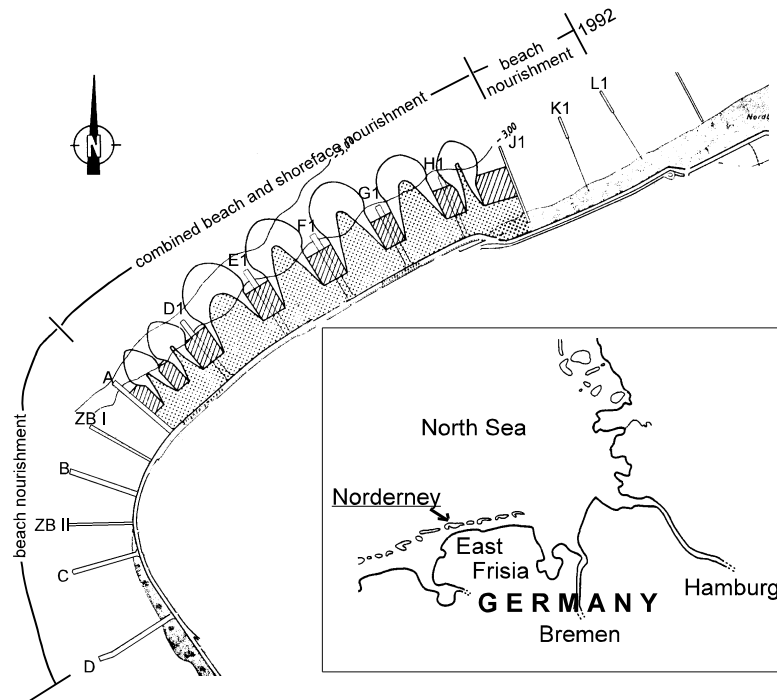 1992
beach
nourishment
combined beach and shoreface nourishment
- 3,00
- 3,00
J1
K1
L1
H1
G1
F1
E1
D1
N
A
ZB I
B
ZB II
C
D
beach nourishment
North Sea
Norderney
East
Frisia
GERMANY
Hamburg
Bremen